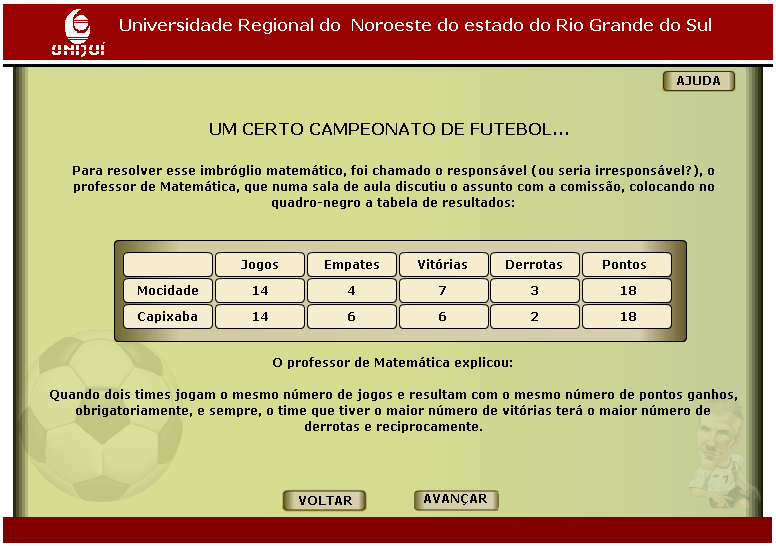 Universidade Regional do Noroeste do estado do Rio Grande do Sul
UNIJUÍ
AJUDA
UM CERTO CAMPEONATO DE FUTEBOL...
Para resolver esse imbróglio matemático, foi chamado o responsável (ou seria irresponsável?), o
professor de Matemática, que numa sala de aula discutiu o assunto com a comissão, colocando no
quadro-negro a tabela de resultados:
Jogos Empates Vitórias Derrotas Pontos
Mocidade 14 4 7 3 18
Capixaba 14 6 6 2 18
O professor de Matemática explicou:
Quando dois times jogam o mesmo número de jogos e resultam com o mesmo número de pontos ganhos,
obrigatoriamente, e sempre, o time que tiver o maior número de vitórias terá o maior número de
derrotas e reciprocamente.
VOLTAR AVANÇAR